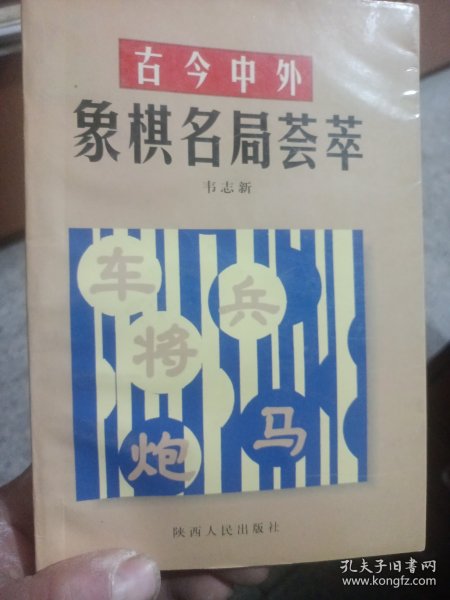 古今中外
象棋名局荟萃
韦志新
车
兵
将
炮
马
陕西人民出版社
孔夫子旧书网
www.kongfz.com